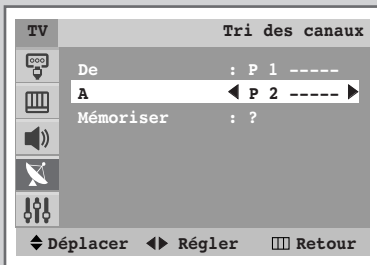 TV Tri des canaux
De : P 1 -----
A ◀ P 2 ----- ▶
Mémoriser : ?
Déplacer Régler Retour